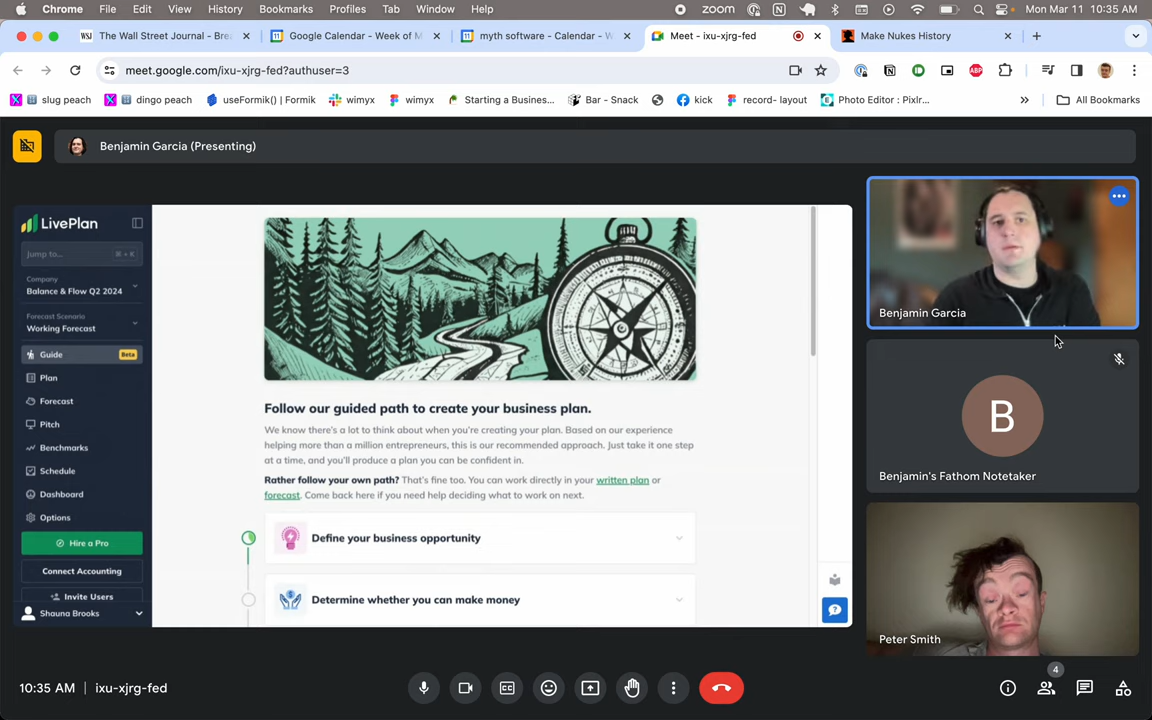 Chrome File Edit View History Bookmarks Profiles Tab Window Help zoom Mon Mar 11 10:35 AM
WSJ The Wall Street Journal - Brea
31 Google Calendar - Week of M
31 myth software - Calendar - W
Meet - ixu-xjrg-fed
Make Nukes History
meet.google.com/ixu-xjrg-fed?authuser=3
ABP
slug peach
dingo peach
useFormik() | Formik
wimyx
wimyx
Starting a Business...
Bar - Snack
kick
record- layout
Photo Editor : Pixlr...
All Bookmarks
Benjamin Garcia (Presenting)
LivePlan
Jump to... ⌘ + K
Company
Balance & Flow Q2 2024
Forecast Scenario
Working Forecast
Guide Beta
Plan
Forecast
Pitch
Benchmarks
Schedule
Dashboard
Options
Hire a Pro
Connect Accounting
Invite Users
Shauna Brooks
Follow our guided path to create your business plan.
We know there's a lot to think about when you're creating your plan. Based on our experience
helping more than a million entrepreneurs, this is our recommended approach. Just take it one step
at a time, and you'll produce a plan you can be confident in.
Rather follow your own path? That's fine too. You can work directly in your written plan or
forecast. Come back here if you need help deciding what to work on next.
Define your business opportunity
Determine whether you can make money
Benjamin Garcia
B
Benjamin's Fathom Notetaker
Peter Smith
10:35 AM | ixu-xjrg-fed
4